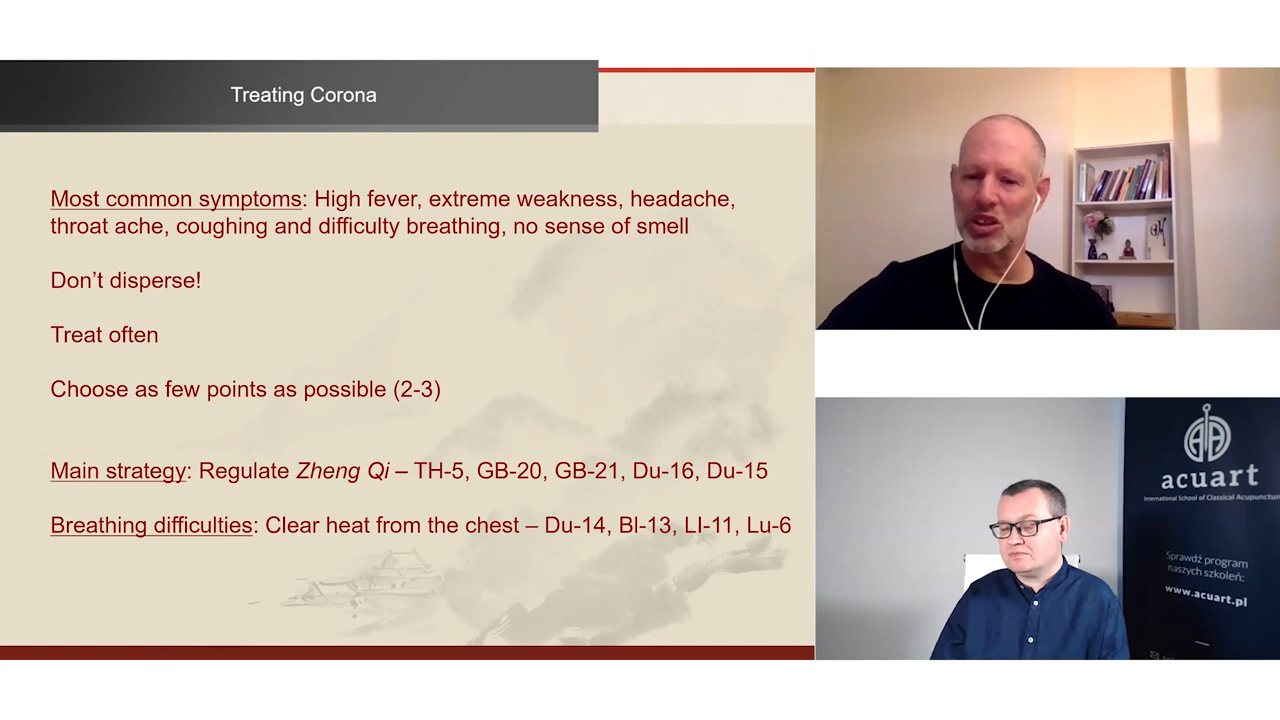 Treating Corona
Most common symptoms: High fever, extreme weakness, headache,
throat ache, coughing and difficulty breathing, no sense of smell
Don't disperse!
Treat often
Choose as few points as possible (2-3)
Main strategy: Regulate Zheng Qi – TH-5, GB-20, GB-21, Du-16, Du-15
Breathing difficulties: Clear heat from the chest – Du-14, Bl-13, LI-11, Lu-6
acuart
International School of Classical Acupunctur
Sprawdź program
naszych szkoleń:
www.acuart.pl